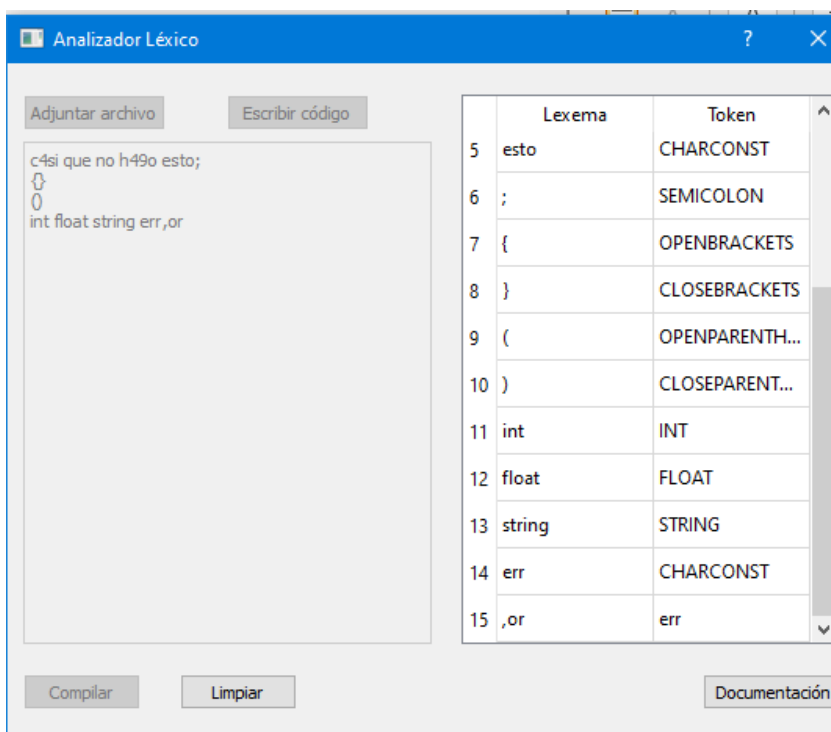 Analizador Léxico ?
Adjuntar archivo Escribir código
c4si que no h49o esto;
{}
()
int float string err,or
Lexema Token
5 esto CHARCONST
6 ; SEMICOLON
7 { OPENBRACKETS
8 } CLOSEBRACKETS
9 ( OPENPARENTH...
10 ) CLOSEPARENT...
11 int INT
12 float FLOAT
13 string STRING
14 err CHARCONST
15 ,or err
Compilar Limpiar Documentación